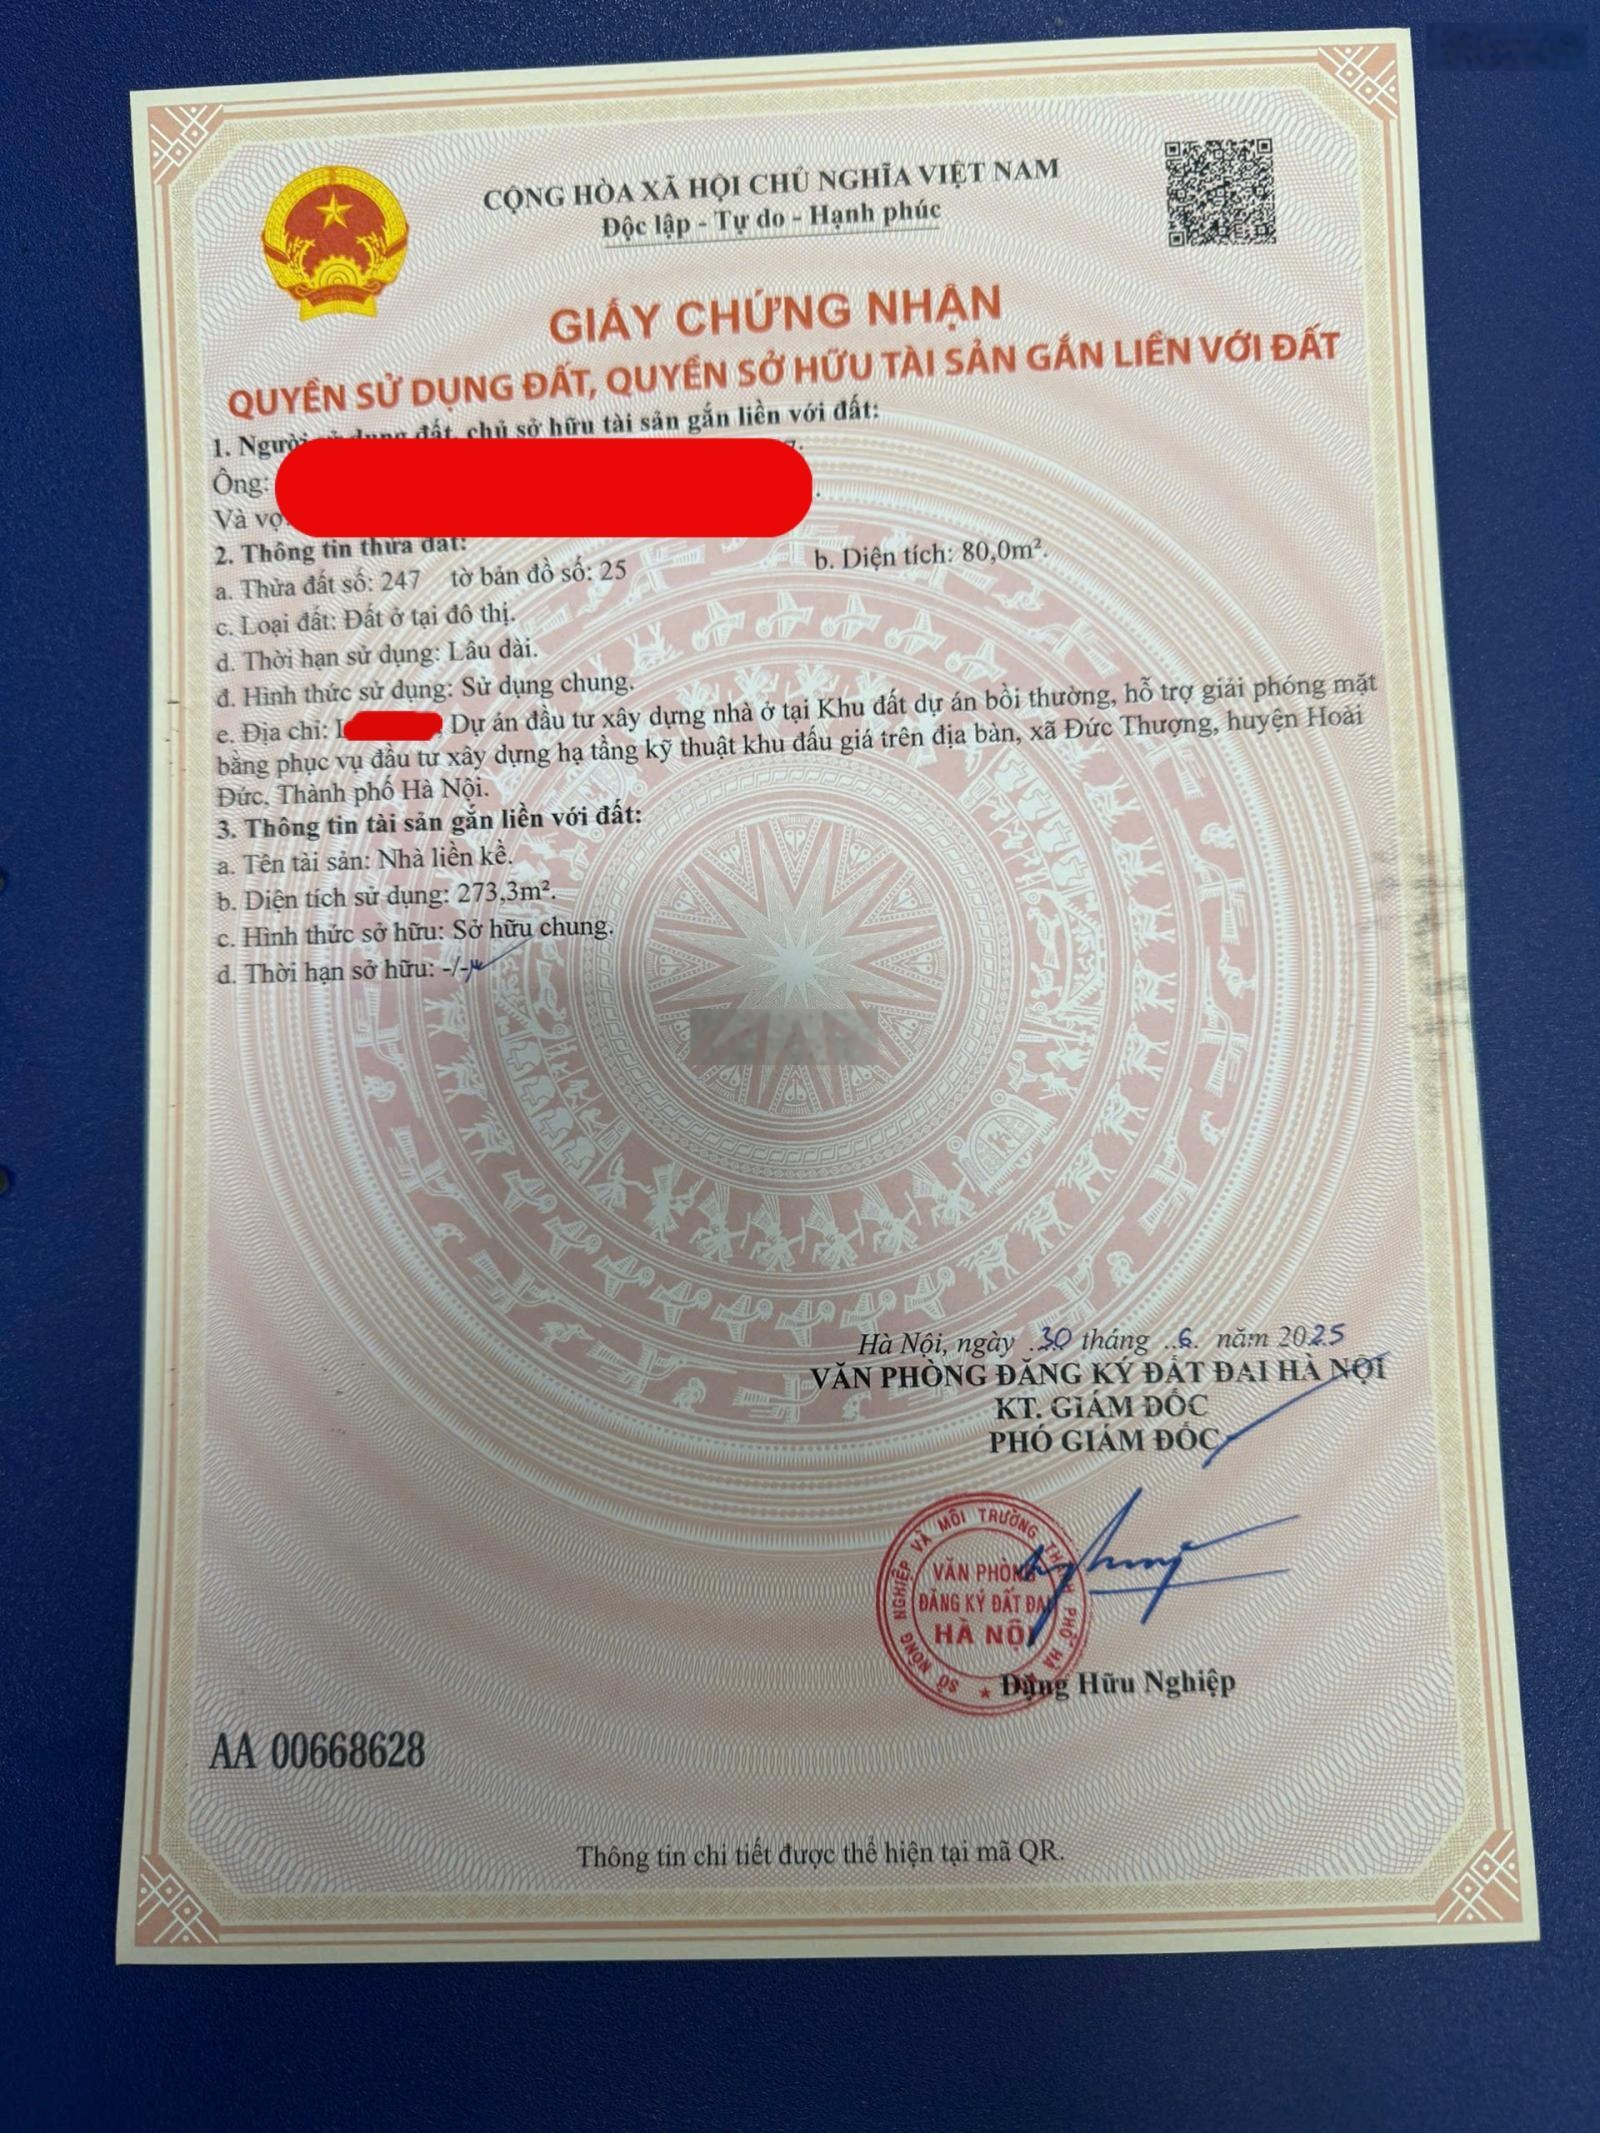 CỘNG HÒA XÃ HỘI CHỦ NGHĨA VIỆT NAM
Độc lập - Tự do - Hạnh phúc
GIẤY CHỨNG NHẬN
QUYỀN SỬ DỤNG ĐẤT, QUYỀN SỞ HỮU TÀI SẢN GẮN LIỀN VỚI ĐẤT
1. Người sử dụng đất, chủ sở hữu tài sản gắn liền với đất:
Ông:
Và vợ:
2. Thông tin thửa đất:
a. Thửa đất số: 247 tờ bản đồ số: 25 b. Diện tích: 80,0m².
c. Loại đất: Đất ở tại đô thị.
d. Thời hạn sử dụng: Lâu dài.
đ. Hình thức sử dụng: Sử dụng chung.
e. Địa chỉ: Dự án đầu tư xây dựng nhà ở tại Khu đất dự án bồi thường, hỗ trợ giải phóng mặt
bằng phục vụ đầu tư xây dựng hạ tầng kỹ thuật khu đấu giá trên địa bàn, xã Đức Thượng, huyện Hoài
Đức, Thành phố Hà Nội.
3. Thông tin tài sản gắn liền với đất:
a. Tên tài sản: Nhà liền kề.
b. Diện tích sử dụng: 273,3m².
c. Hình thức sở hữu: Sở hữu chung.
d. Thời hạn sở hữu: -/-
Hà Nội, ngày 30 tháng 6 năm 2025
VĂN PHÒNG ĐĂNG KÝ ĐẤT ĐAI HÀ NỘI
KT. GIÁM ĐỐC
PHÓ GIÁM ĐỐC
SỞ NÔNG NGHIỆP VÀ MÔI TRƯỜNG THÀNH PHỐ HÀ
VĂN PHÒNG
ĐĂNG KÝ ĐẤT ĐAI
HÀ NỘI
Đặng Hữu Nghiệp
AA 00668628
Thông tin chi tiết được thể hiện tại mã QR.